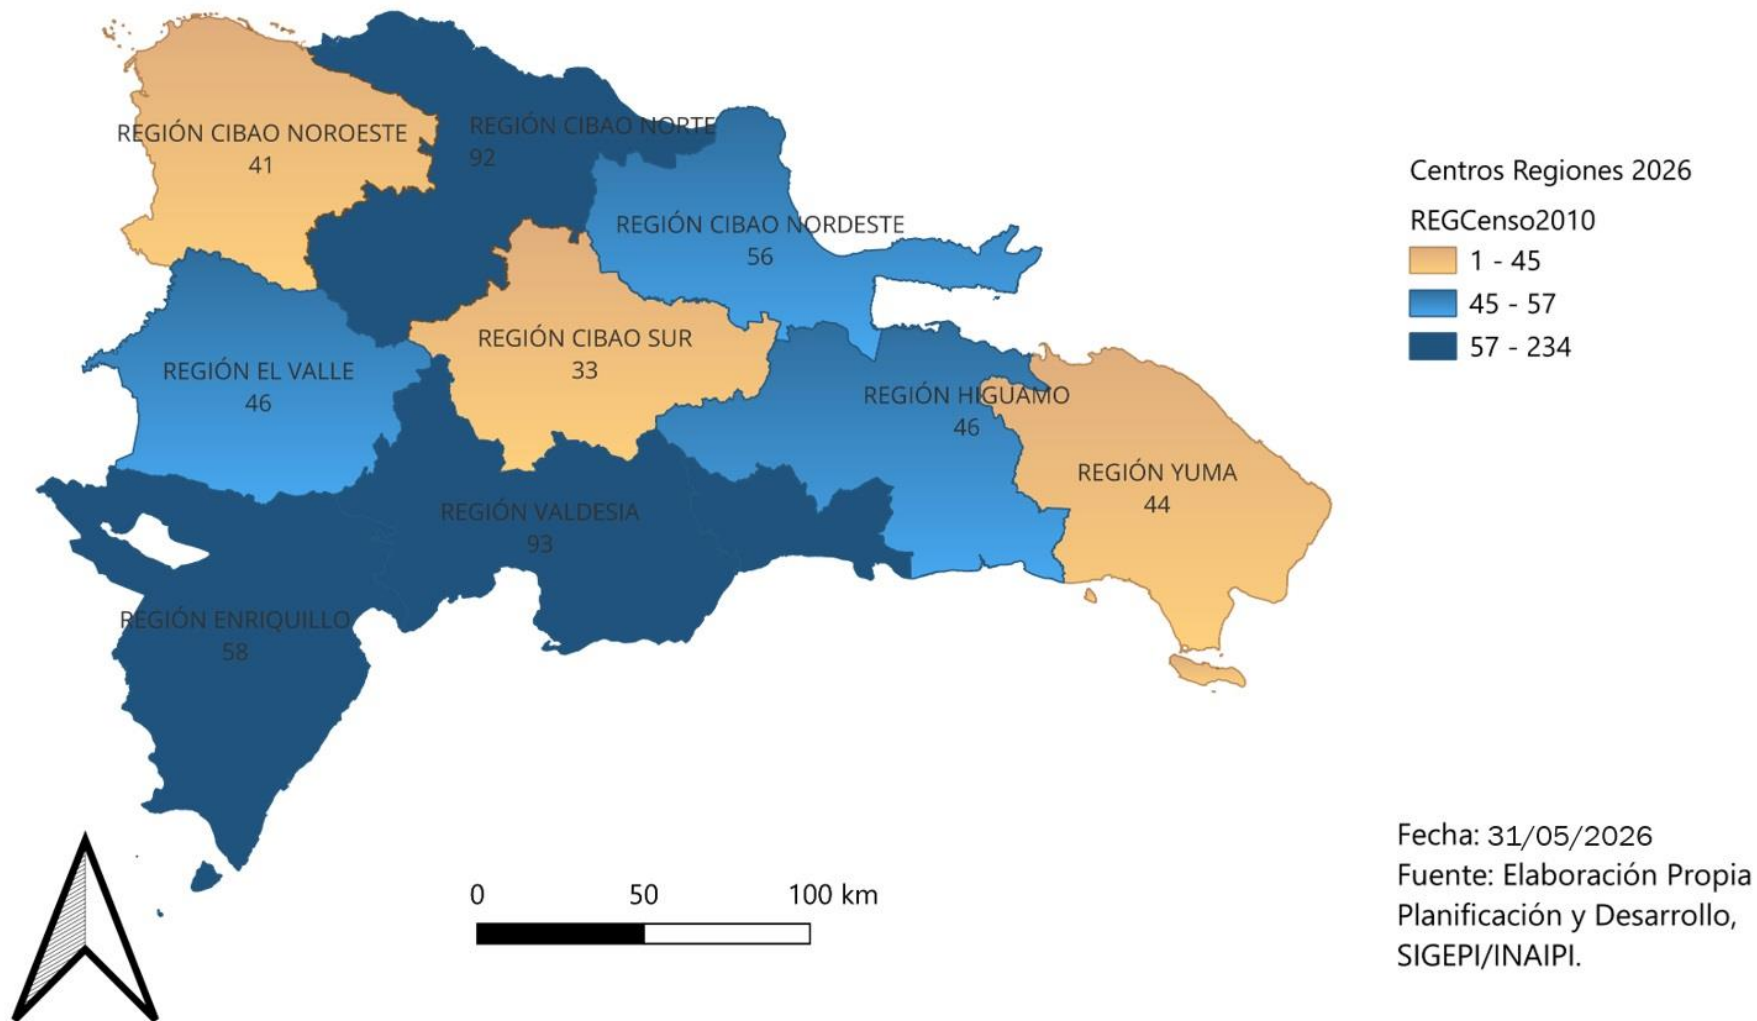 REGIÓN CIBAO NOROESTE
41
REGIÓN CIBAO NORTE
92
REGIÓN CIBAO NORDESTE
56
REGIÓN CIBAO SUR
33
REGIÓN EL VALLE
46
REGIÓN HIGUAMO
46
REGIÓN YUMA
44
REGIÓN VALDESIA
93
REGIÓN ENRIQUILLO
58
Centros Regiones 2026
REGCenso2010
1 - 45
45 - 57
57 - 234
0 50 100 km
Fecha: 31/05/2026
Fuente: Elaboración Propia
Planificación y Desarrollo,
SIGEPI/INAIPI.